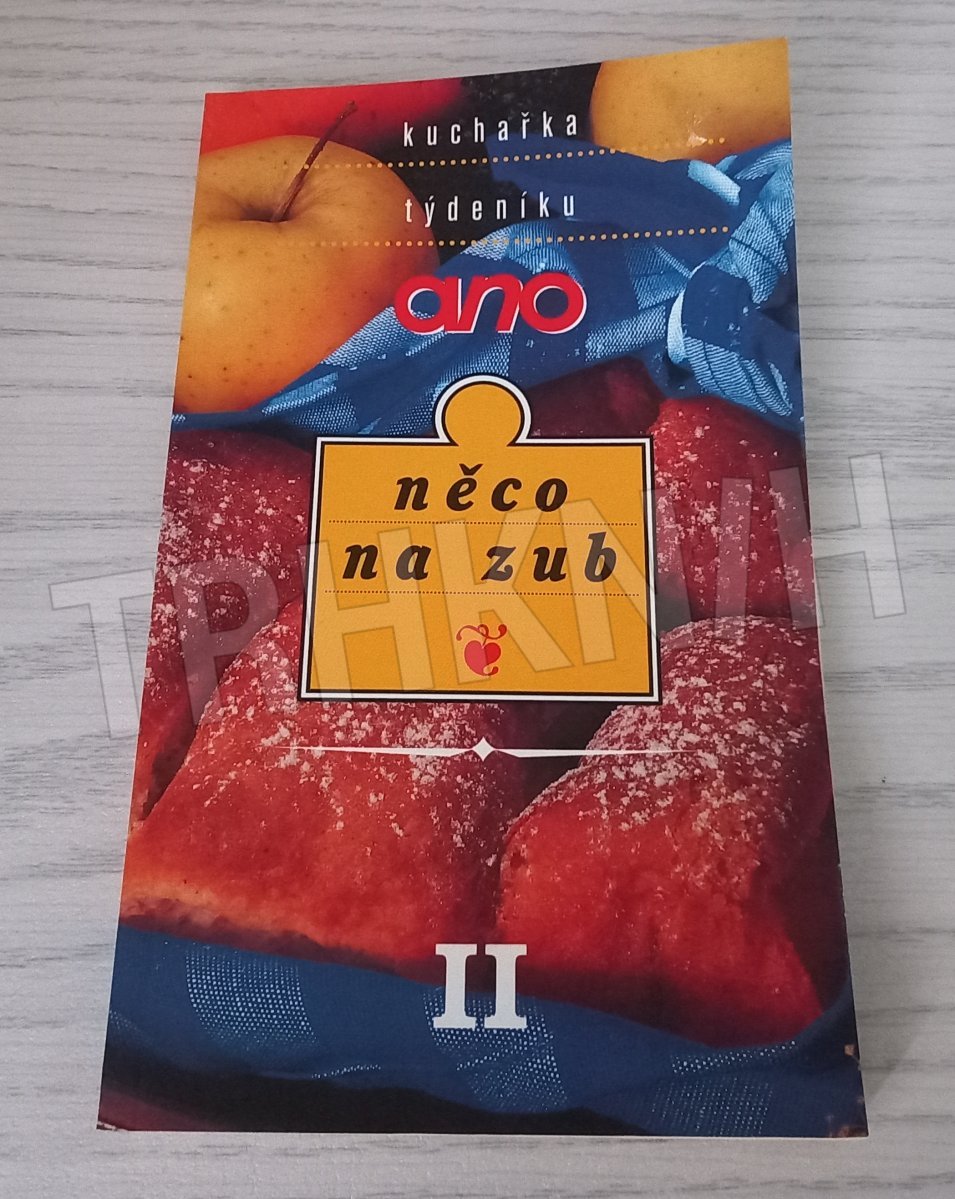 kuchařka
týdeníku
ano
něco
na zub
II
TPHKNIH